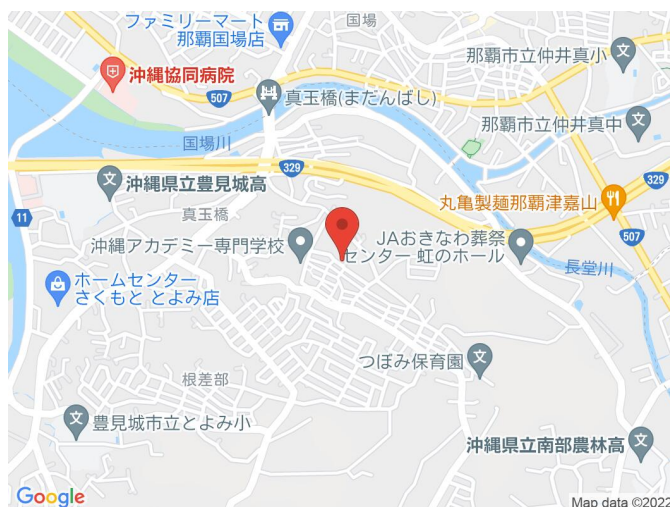 ファミリーマート
那覇国場店
国場
那覇市立仲井真小
沖縄協同病院
507
真玉橋(まだんばし)
那覇市立仲井真中
国場川
329
沖縄県立豊見城高
329
真玉橋
丸亀製麺那覇津嘉山
11
沖縄アカデミー専門学校
JAおきなわ葬祭
センター 虹のホール
507
長堂川
ホームセンター
さくもと とよみ店
つぼみ保育園
根差部
豊見城市立とよみ小
沖縄県立南部農林高
Google
Map data ©2022